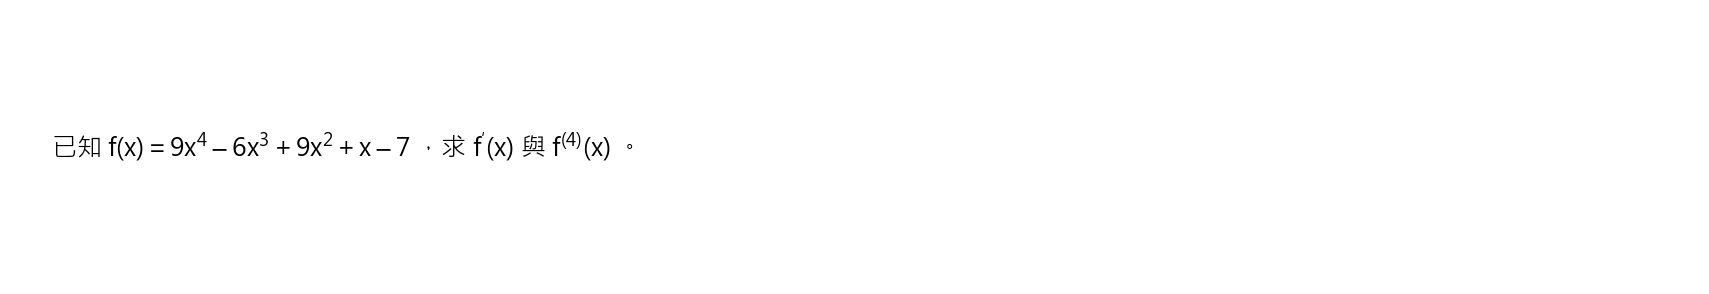 已知 f(x) = 9x⁴ – 6x³ + 9x² + x – 7 ，求 f′(x) 與 f⁽⁴⁾(x) 。